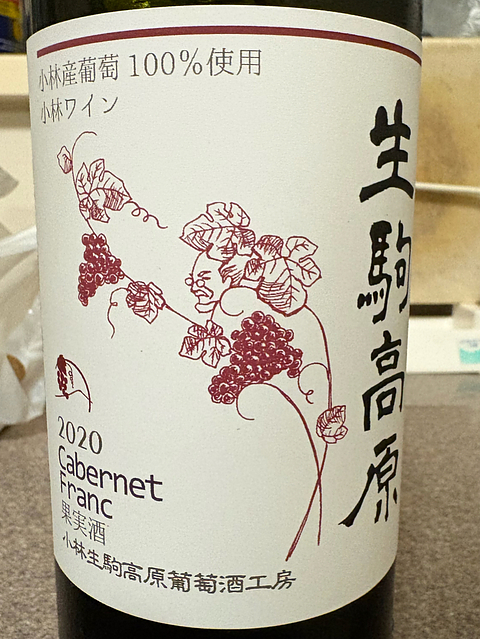 小林産葡萄 100%使用
小林ワイン
生駒高原
2020
Cabernet
Franc
果実酒
小林生駒高原葡萄酒工房